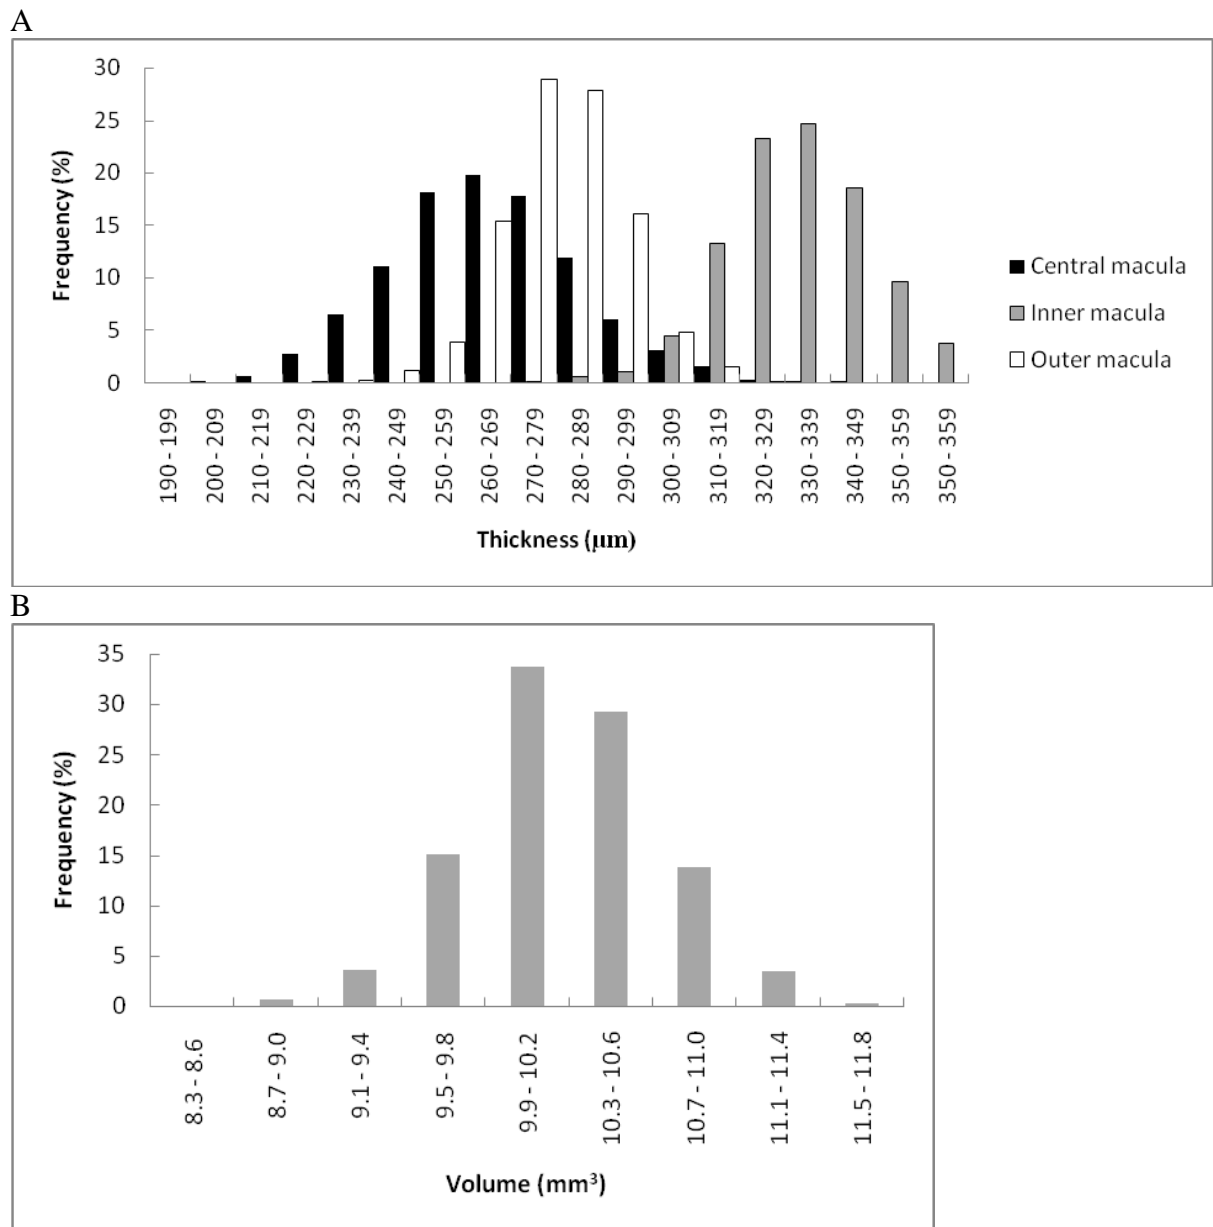 A
30
25
20
15
10
5
0
Frequency (%)
190 - 199
200 - 209
210 - 219
220 - 229
230 - 239
240 - 249
250 - 259
260 - 269
270 - 279
280 - 289
290 - 299
300 - 309
310 - 319
320 - 329
330 - 339
340 - 349
350 - 359
350 - 359
Thickness (μm)
Central macula
Inner macula
Outer macula
B
35
30
25
20
15
10
5
0
Frequency (%)
8.3 - 8.6
8.7 - 9.0
9.1 - 9.4
9.5 - 9.8
9.9 - 10.2
10.3 - 10.6
10.7 - 11.0
11.1 - 11.4
11.5 - 11.8
Volume (mm³)